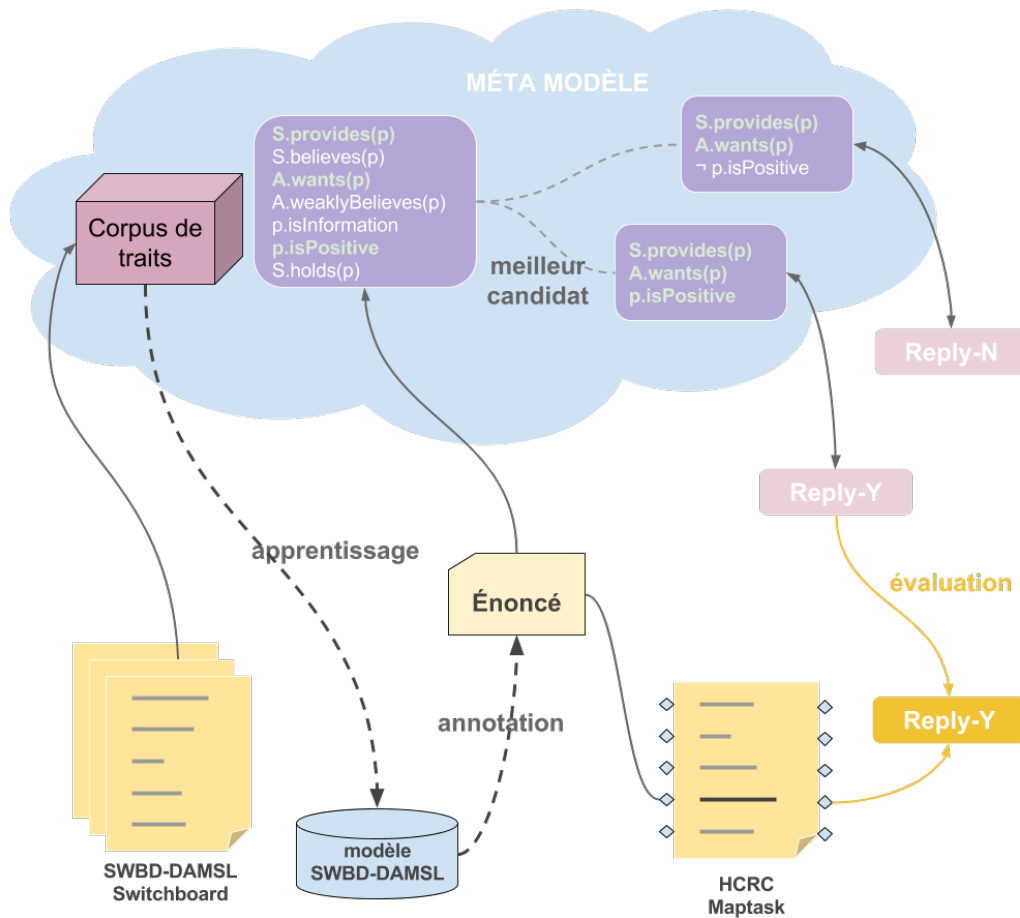 MÉTA MODÈLE
S.provides(p)
S.believes(p)
A.wants(p)
A.weaklyBelieves(p)
p.isInformation
p.isPositive
S.holds(p)
S.provides(p)
A.wants(p)
¬ p.isPositive
Corpus de
traits
S.provides(p)
A.wants(p)
p.isPositive
meilleur
candidat
Reply-N
Reply-Y
apprentissage
Énoncé
évaluation
annotation
Reply-Y
modèle
SWBD-DAMSL
SWBD-DAMSL
Switchboard
HCRC
Maptask